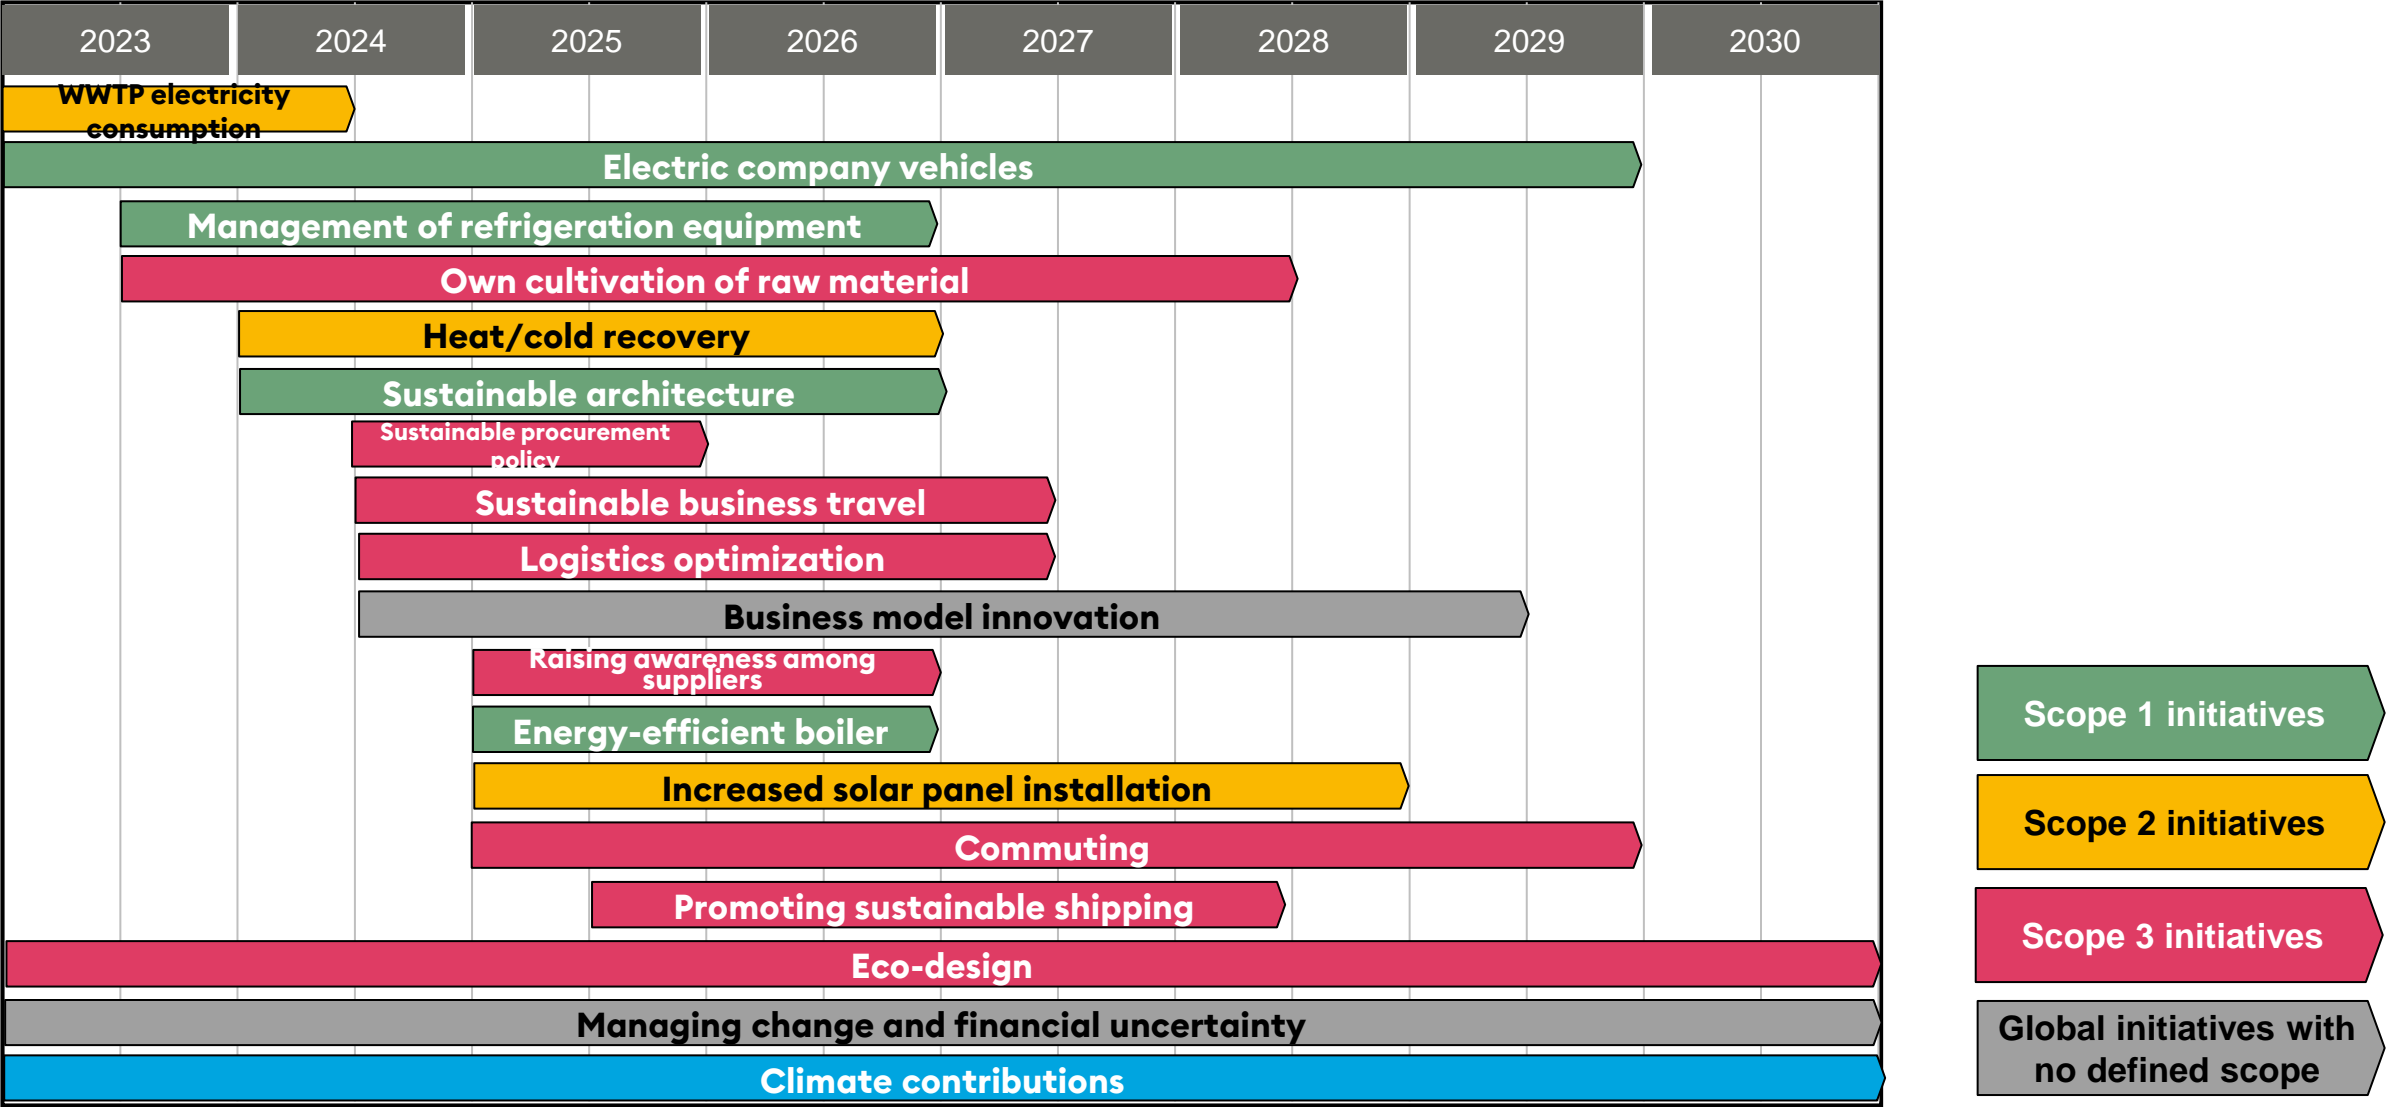 2023 2024 2025 2026 2027 2028 2029 2030
WWTP electricity
consumption
Electric company vehicles
Management of refrigeration equipment
Own cultivation of raw material
Heat/cold recovery
Sustainable architecture
Sustainable procurement
policy
Sustainable business travel
Logistics optimization
Business model innovation
Raising awareness among
suppliers
Energy-efficient boiler
Increased solar panel installation
Commuting
Promoting sustainable shipping
Eco-design
Managing change and financial uncertainty
Climate contributions
Scope 1 initiatives
Scope 2 initiatives
Scope 3 initiatives
Global initiatives with
no defined scope